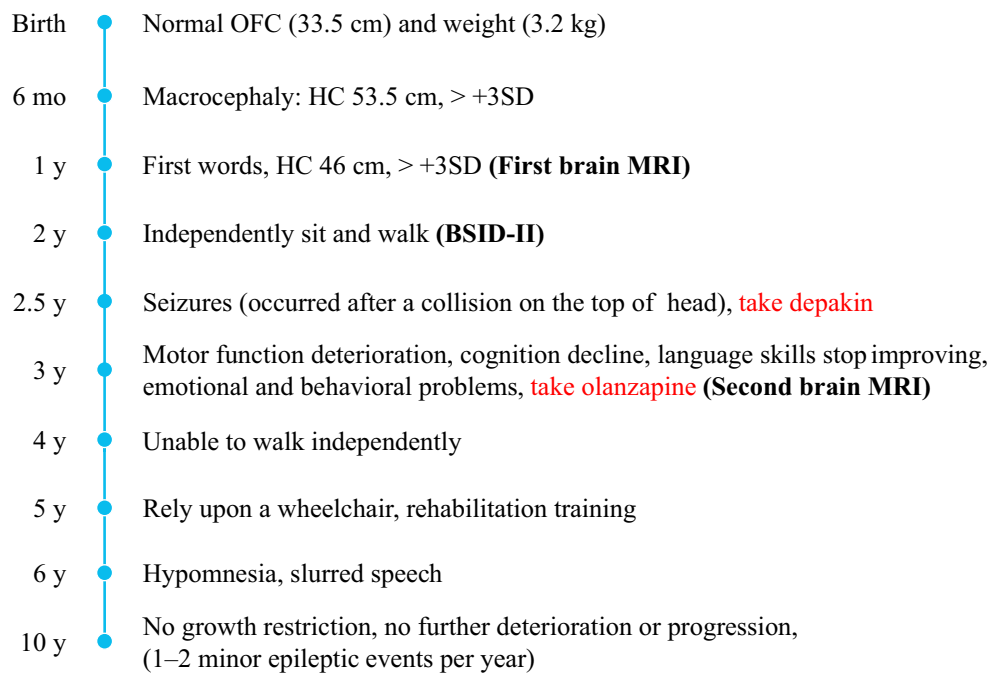 Birth Normal OFC (33.5 cm) and weight (3.2 kg)
6 mo Macrocephaly: HC 53.5 cm, > +3SD
1 y First words, HC 46 cm, > +3SD (First brain MRI)
2 y Independently sit and walk (BSID-II)
2.5 y Seizures (occurred after a collision on the top of head), take depakin
3 y Motor function deterioration, cognition decline, language skills stop improving,
emotional and behavioral problems, take olanzapine (Second brain MRI)
4 y Unable to walk independently
5 y Rely upon a wheelchair, rehabilitation training
6 y Hypomnesia, slurred speech
10 y No growth restriction, no further deterioration or progression,
(1–2 minor epileptic events per year)